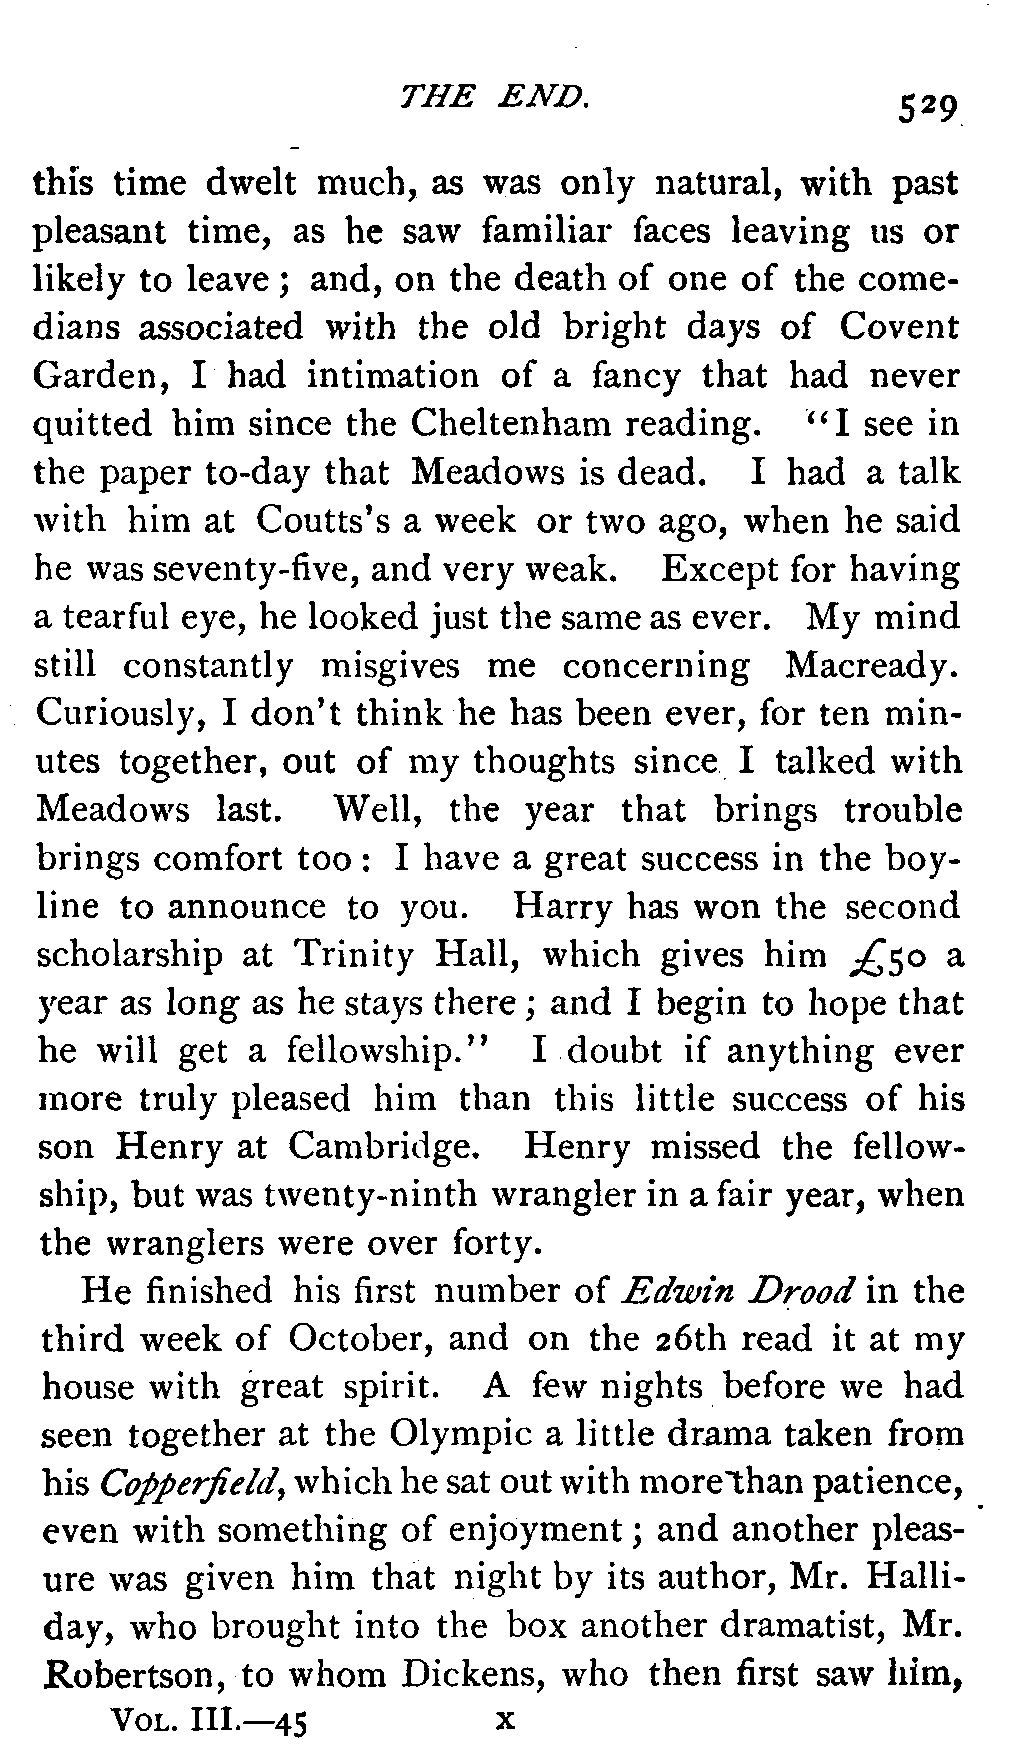 THE END.
529
this time dwelt much, as was only natural, with past
pleasant time, as he saw familiar faces leaving us or
likely to leave ; and, on the death of one of the come-
dians associated with the old bright days of Covent
Garden, I had intimation of a fancy that had never
quitted him since the Cheltenham reading. "I see in
the paper to-day that Meadows is dead. I had a talk
with him at Coutts's a week or two ago, when he said
he was seventy-five, and very weak. Except for having
a tearful eye, he looked just the same as ever. My mind
still constantly misgives me concerning Macready.
Curiously, I don't think he has been ever, for ten min-
utes together, out of my thoughts since I talked with
Meadows last. Well, the year that brings trouble
brings comfort too : I have a great success in the boy-
line to announce to you. Harry has won the second
scholarship at Trinity Hall, which gives him £50 a
year as long as he stays there ; and I begin to hope that
he will get a fellowship." I doubt if anything ever
more truly pleased him than this little success of his
son Henry at Cambridge. Henry missed the fellow-
ship, but was twenty-ninth wrangler in a fair year, when
the wranglers were over forty.
He finished his first number of Edwin Drood in the
third week of October, and on the 26th read it at my
house with great spirit. A few nights before we had
seen together at the Olympic a little drama taken from
his Copperfield, which he sat out with more than patience,
even with something of enjoyment ; and another pleas-
ure was given him that night by its author, Mr. Halli-
day, who brought into the box another dramatist, Mr.
Robertson, to whom Dickens, who then first saw him,
VOL. III.—45 X